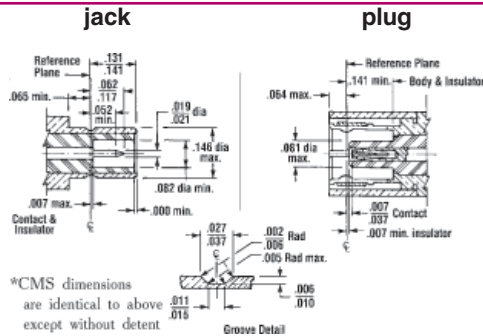 jack
plug
Reference
Plane
.131
.141
.062
.117
.052
min.
.065 min.
.019
.021
dia
.146 dia
max.
.082 dia min.
.007 max.
.000 min.
Contact &
Insulator
℄
Reference Plane
.141 min.
Body & Insulator
.064 max.
.081 dia
max.
.007
.037
Contact
.007 min. insulator
℄
.027
.037
℄
.002
.006
Rad
.005 Rad max.
.011
.015
.006
.010
Groove Detail
*CMS dimensions
are identical to above
except without detent